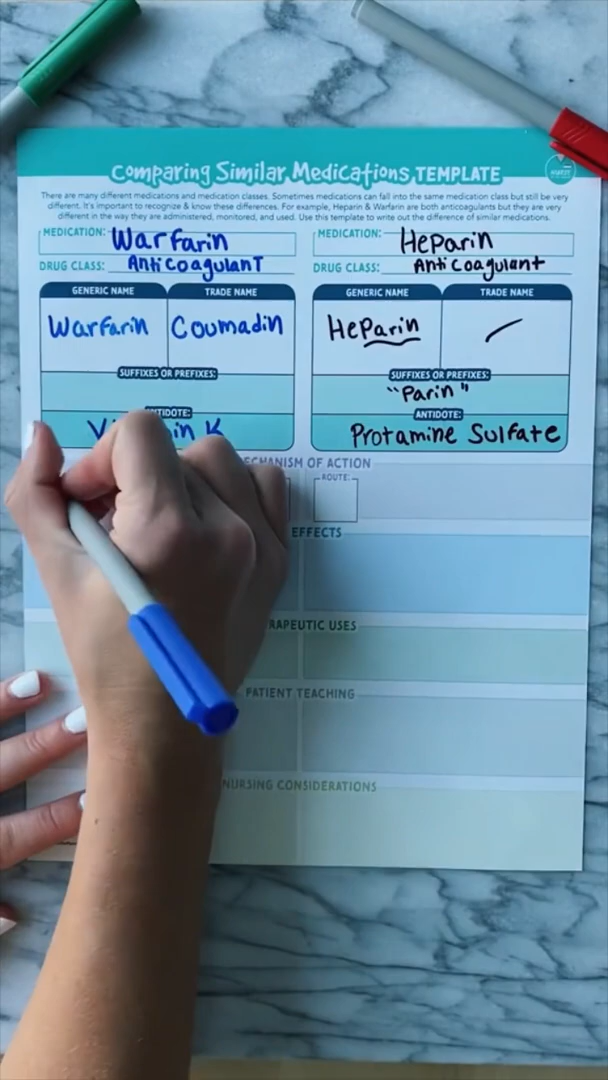 Comparing Similar Medications TEMPLATE
There are many different medications and medication classes. Sometimes medications can fall into the same medication class but still be very
different. It's important to recognize & know these differences. For example, Heparin & Warfarin are both anticoagulants but they are very
different in the way they are administered, monitored, and used. Use this template to write out the difference of similar medications.
MEDICATION: Warfarin MEDICATION: Heparin
DRUG CLASS: Anticoagulant DRUG CLASS: Anticoagulant
GENERIC NAME TRADE NAME GENERIC NAME TRADE NAME
Warfarin Coumadin Heparin
SUFFIXES OR PREFIXES: SUFFIXES OR PREFIXES:
"Parin"
ANTIDOTE:
K Protamine Sulfate
OF ACTION
ROUTE:
EFFECTS
USES
PATIENT TEACHING
NURSING CONSIDERATIONS